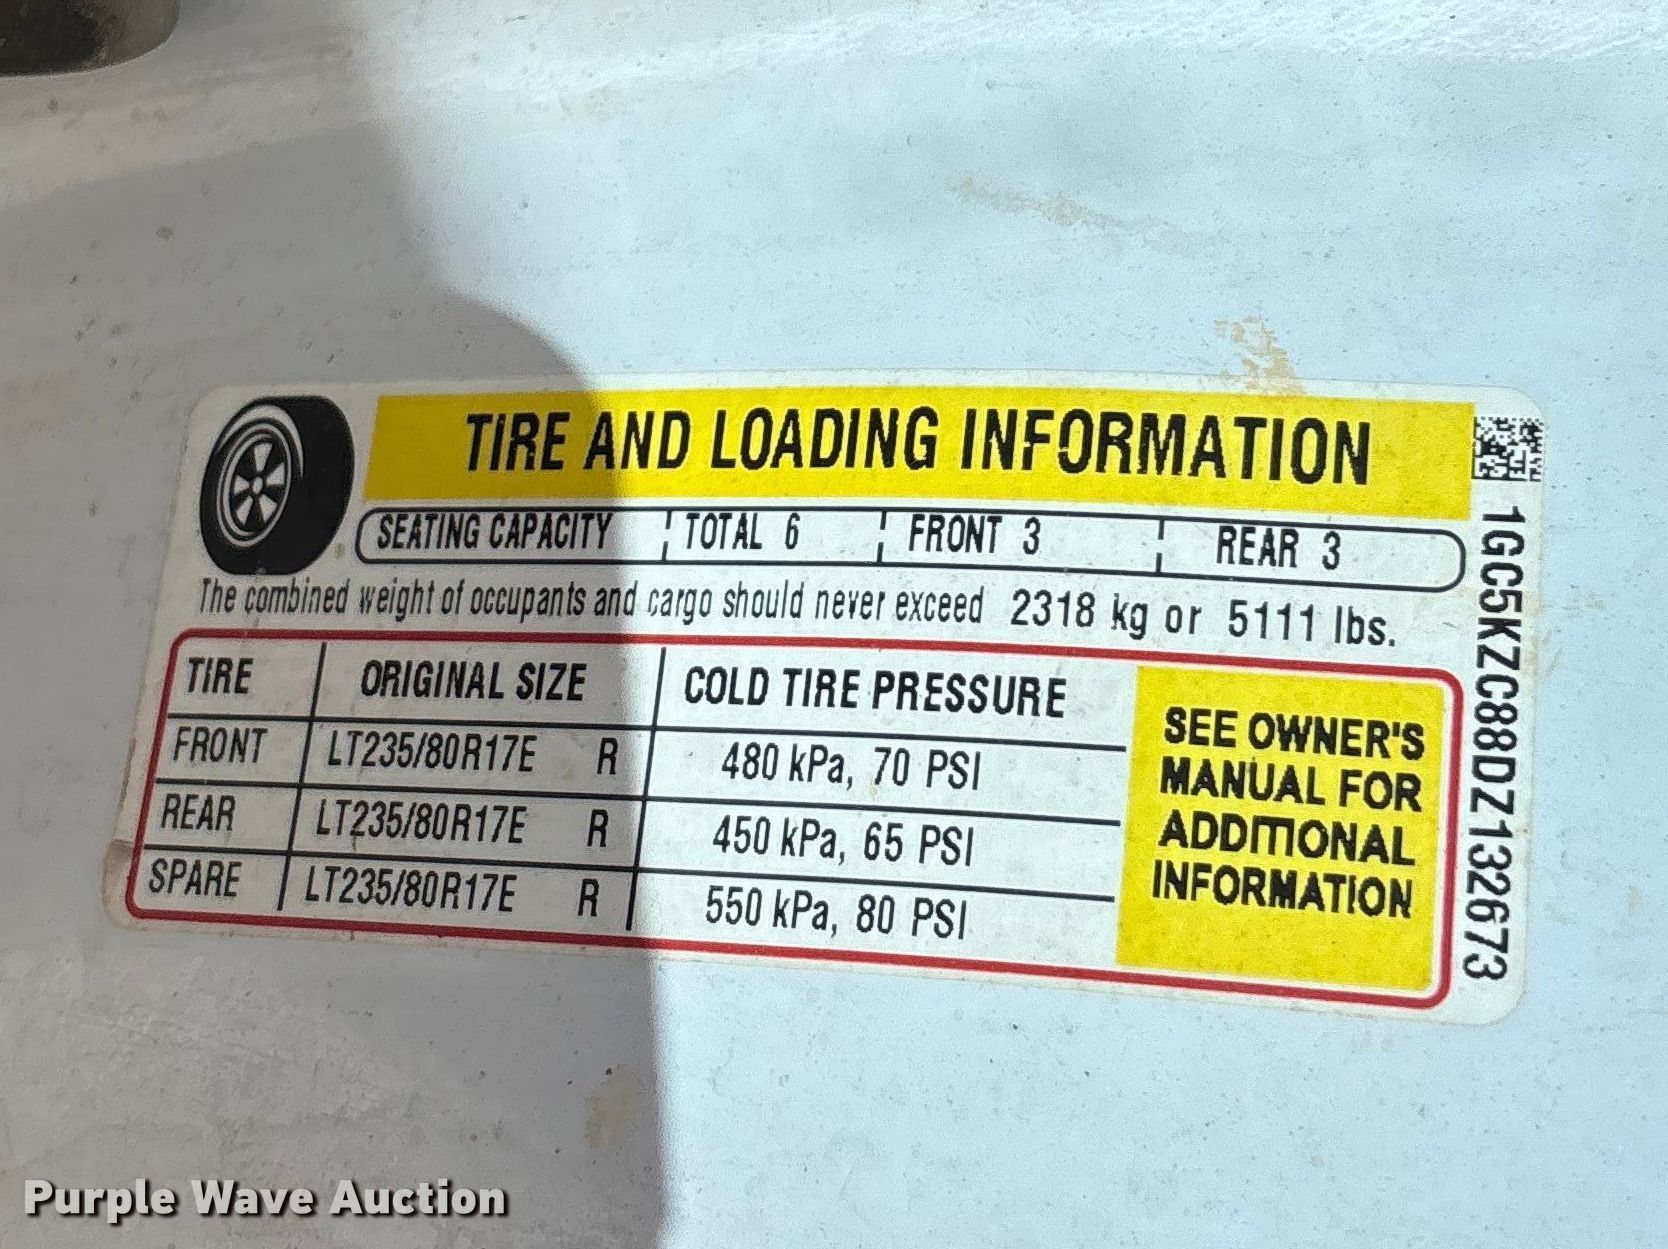 TIRE AND LOADING INFORMATION
SEATING CAPACITY TOTAL 6 FRONT 3 REAR 3
The combined weight of occupants and cargo should never exceed 2318 kg or 5111 lbs.
TIRE ORIGINAL SIZE COLD TIRE PRESSURE
FRONT LT235/80R17E R 480 kPa, 70 PSI
REAR LT235/80R17E R 450 kPa, 65 PSI
SPARE LT235/80R17E R 550 kPa, 80 PSI
SEE OWNER'S
MANUAL FOR
ADDITIONAL
INFORMATION
1GC5KZC88DZ132673
Purple Wave Auction